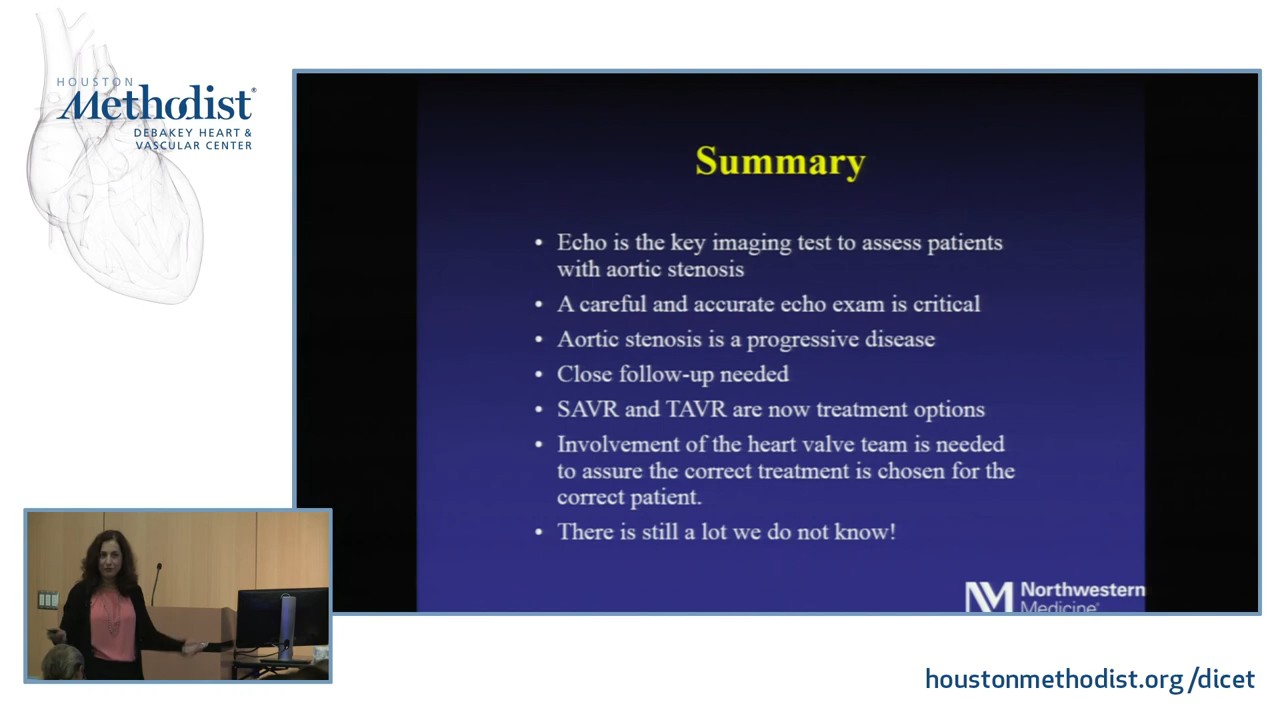 HOUSTON
Methodist®
DEBAKEY HEART &
VASCULAR CENTER
Summary
• Echo is the key imaging test to assess patients
with aortic stenosis
• A careful and accurate echo exam is critical
• Aortic stenosis is a progressive disease
• Close follow-up needed
• SAVR and TAVR are now treatment options
• Involvement of the heart valve team is needed
to assure the correct treatment is chosen for the
correct patient.
• There is still a lot we do not know!
NM Northwestern
Medicine®
houstonmethodist.org/dicet